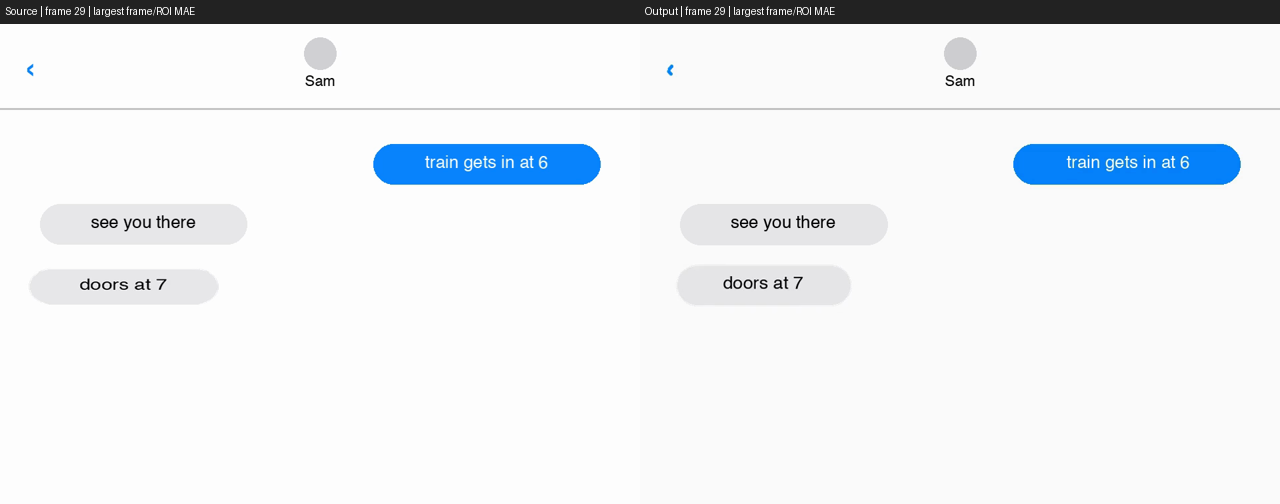 Source | frame 29 | largest frame/ROI MAE
Output | frame 29 | largest frame/ROI MAE
Sam
train gets in at 6
see you there
doors at 7
Sam
train gets in at 6
see you there
doors at 7